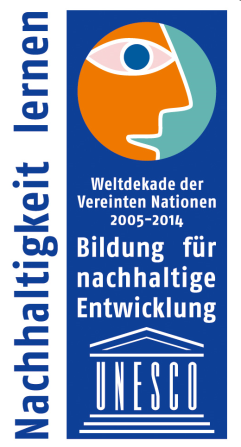 Nachhaltigkeit lernen
Weltdekade der
Vereinten Nationen
2005-2014
Bildung für
nachhaltige
Entwicklung
UNESCO